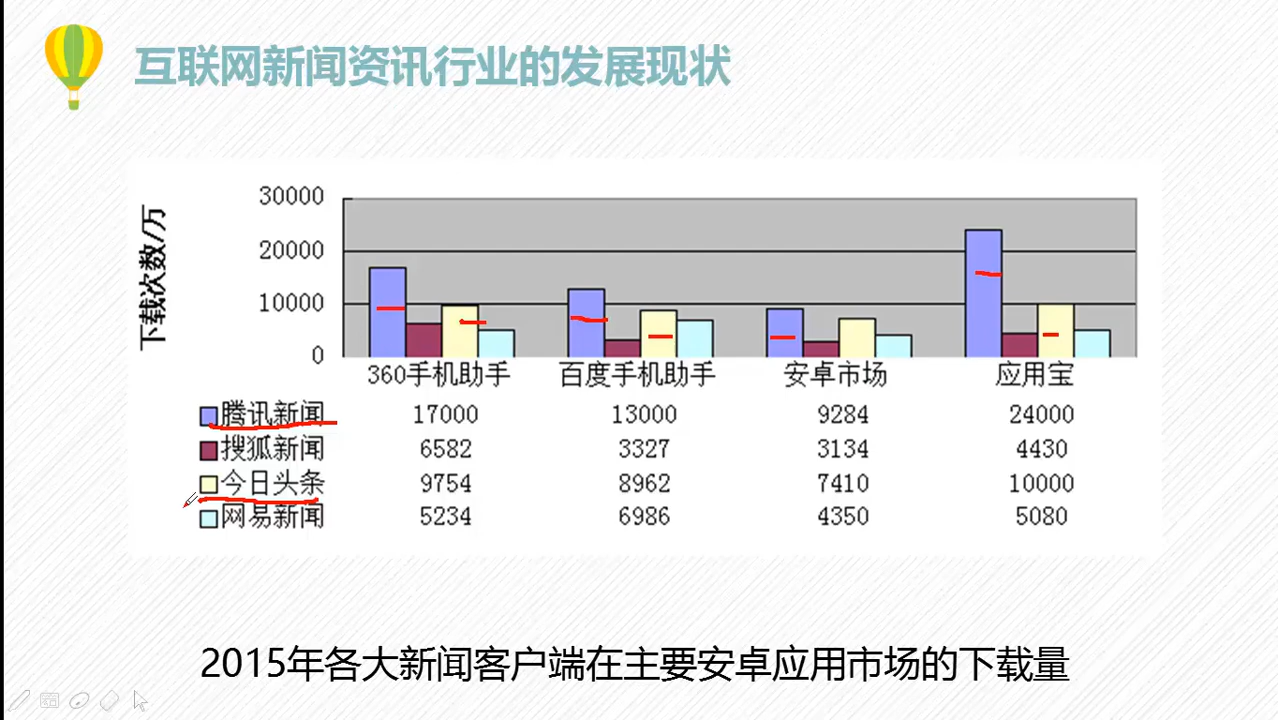 互联网新闻资讯行业的发展现状
下载次数/万
30000
20000
10000
0
360手机助手 百度手机助手 安卓市场 应用宝
腾讯新闻 17000 13000 9284 24000
搜狐新闻 6582 3327 3134 4430
今日头条 9754 8962 7410 10000
网易新闻 5234 6986 4350 5080
2015年各大新闻客户端在主要安卓应用市场的下载量